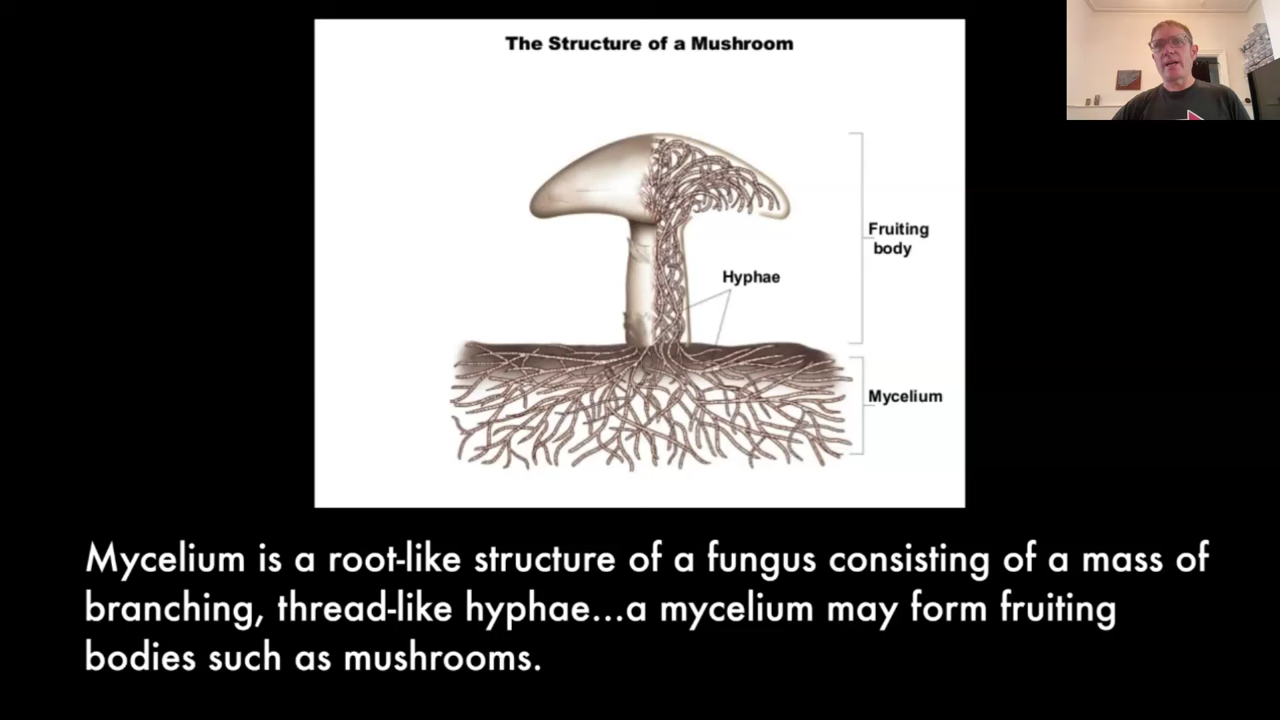 The Structure of a Mushroom
Fruiting
body
Hyphae
Mycelium
Mycelium is a root-like structure of a fungus consisting of a mass of
branching, thread-like hyphae...a mycelium may form fruiting
bodies such as mushrooms.